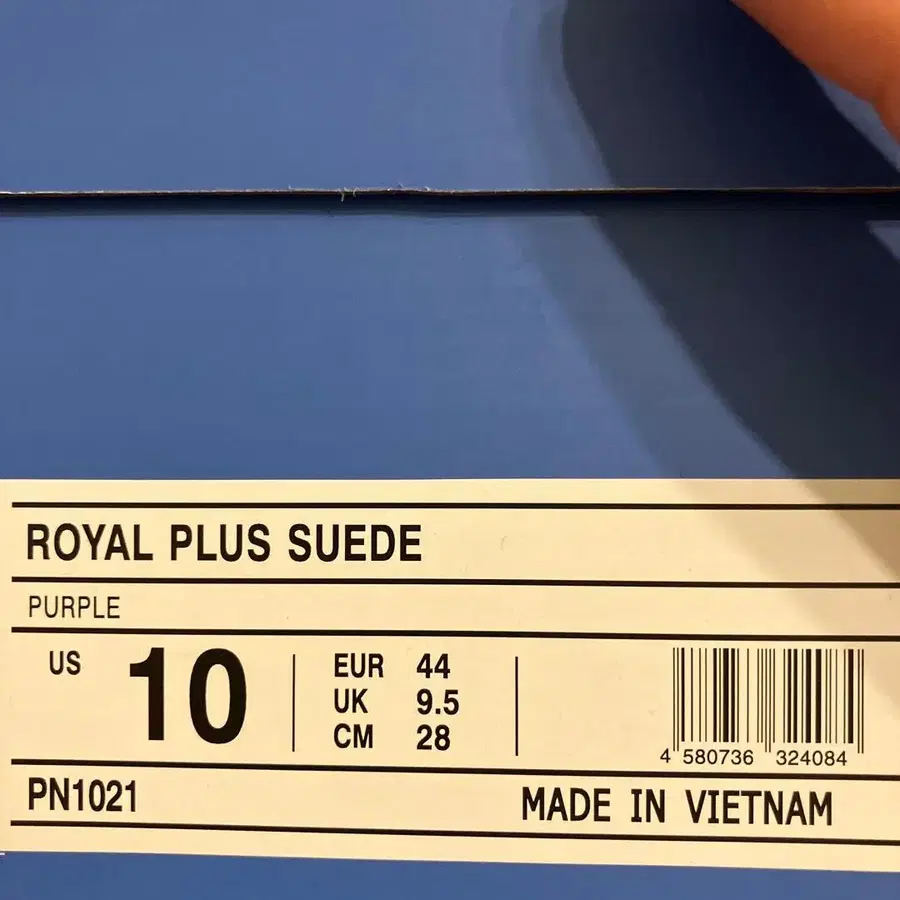 ROYAL PLUS SUEDE
PURPLE
US 10
EUR 44
UK 9.5
CM 28
4 580736 324084
PN1021
MADE IN VIETNAM